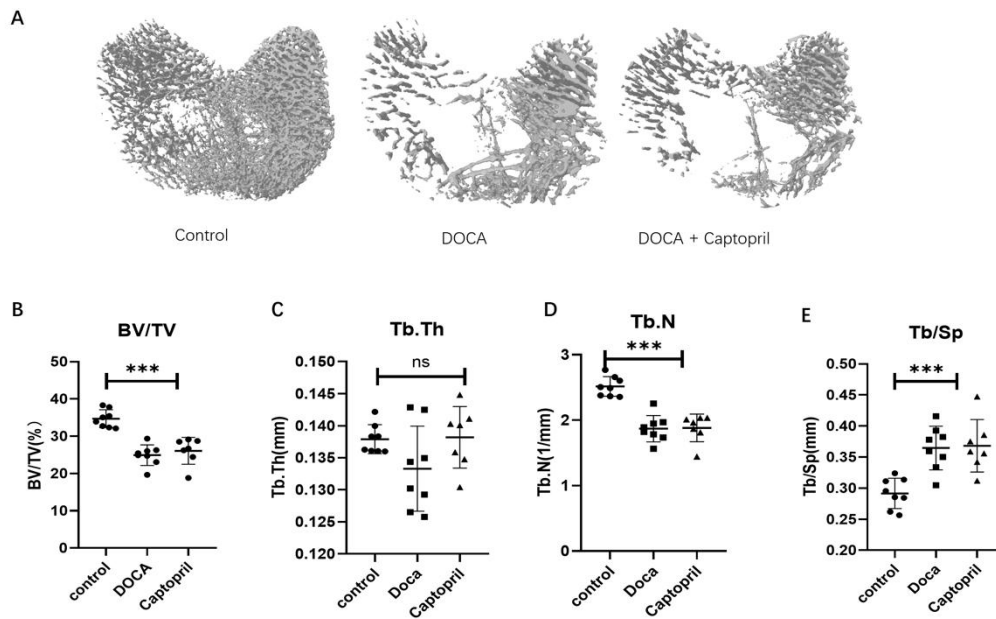 A
Control
DOCA
DOCA + Captopril
B
BV/TV
BV/TV(%)
50
40
30
20
10
0
***
control
DOCA
Captopril
C
Tb.Th
Tb.Th(mm)
0.150
0.145
0.140
0.135
0.130
0.125
0.120
ns
control
Doca
Captopril
D
Tb.N
Tb.N(1/mm)
3
2
1
0
***
control
Doca
Captopril
E
Tb/Sp
Tb/Sp(mm)
0.50
0.45
0.40
0.35
0.30
0.25
0.20
***
control
Doca
Captopril